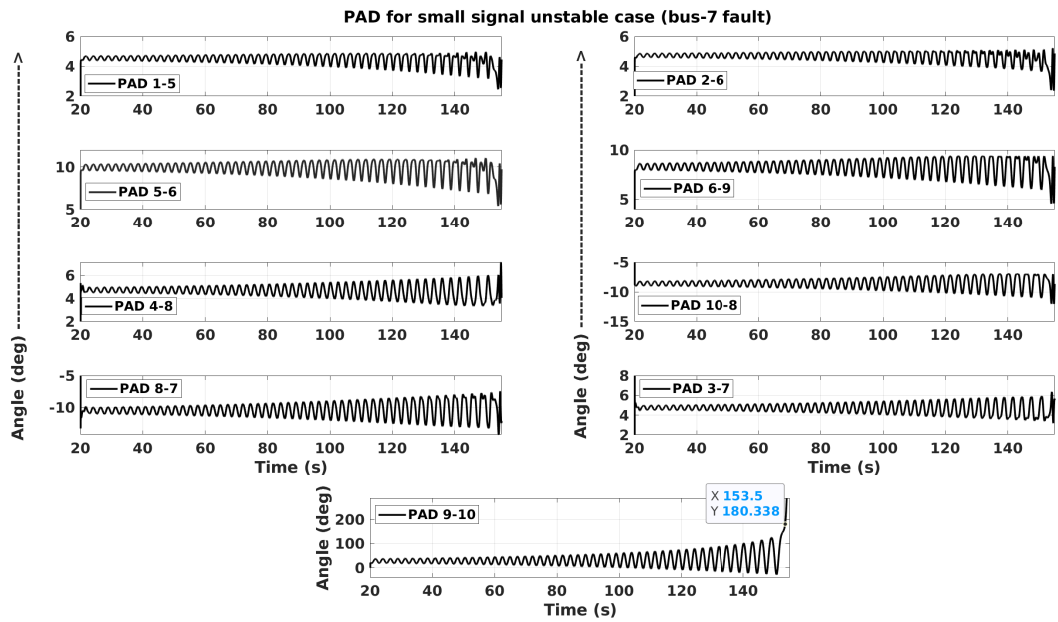 PAD for small signal unstable case (bus-7 fault)
6
4
2
PAD 1-5
20 40 60 80 100 120 140
6
4
2
PAD 2-6
20 40 60 80 100 120 140
10
5
PAD 5-6
20 40 60 80 100 120 140
10
5
PAD 6-9
20 40 60 80 100 120 140
6
4
2
PAD 4-8
20 40 60 80 100 120 140
-5
-10
-15
PAD 10-8
20 40 60 80 100 120 140
-5
-10
PAD 8-7
20 40 60 80 100 120 140
Time (s)
Angle (deg)
8
6
4
2
PAD 3-7
20 40 60 80 100 120 140
Time (s)
Angle (deg)
200
100
0
PAD 9-10
X 153.5
Y 180.338
20 40 60 80 100 120 140
Time (s)
Angle (deg)